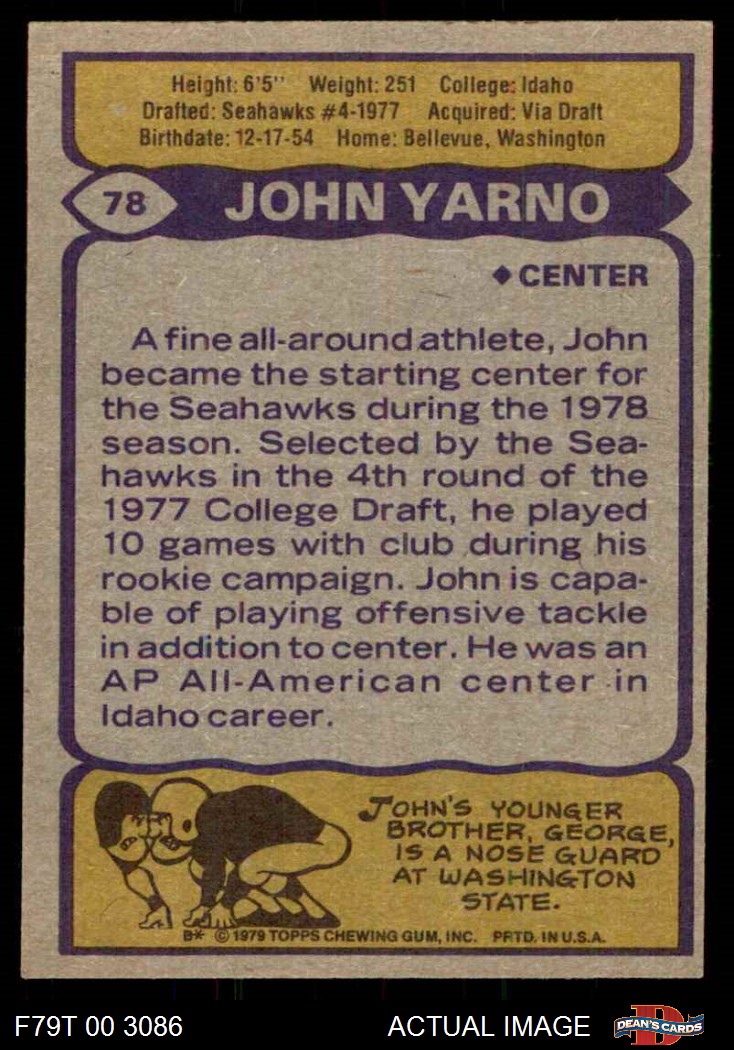 Height: 6'5" Weight: 251 College: Idaho
Drafted: Seahawks #4-1977 Acquired: Via Draft
Birthdate: 12-17-54 Home: Bellevue, Washington
78 JOHN YARNO
◆ CENTER
A fine all-around athlete, John
became the starting center for
the Seahawks during the 1978
season. Selected by the Sea-
hawks in the 4th round of the
1977 College Draft, he played
10 games with club during his
rookie campaign. John is capa-
ble of playing offensive tackle
in addition to center. He was an
AP All-American center in
Idaho career.
JOHN'S YOUNGER
BROTHER, GEORGE,
IS A NOSE GUARD
AT WASHINGTON
STATE.
B* © 1979 TOPPS CHEWING GUM, INC. PRTD. IN U.S.A.
F79T 00 3086 ACTUAL IMAGE D DEAN'S CARDS